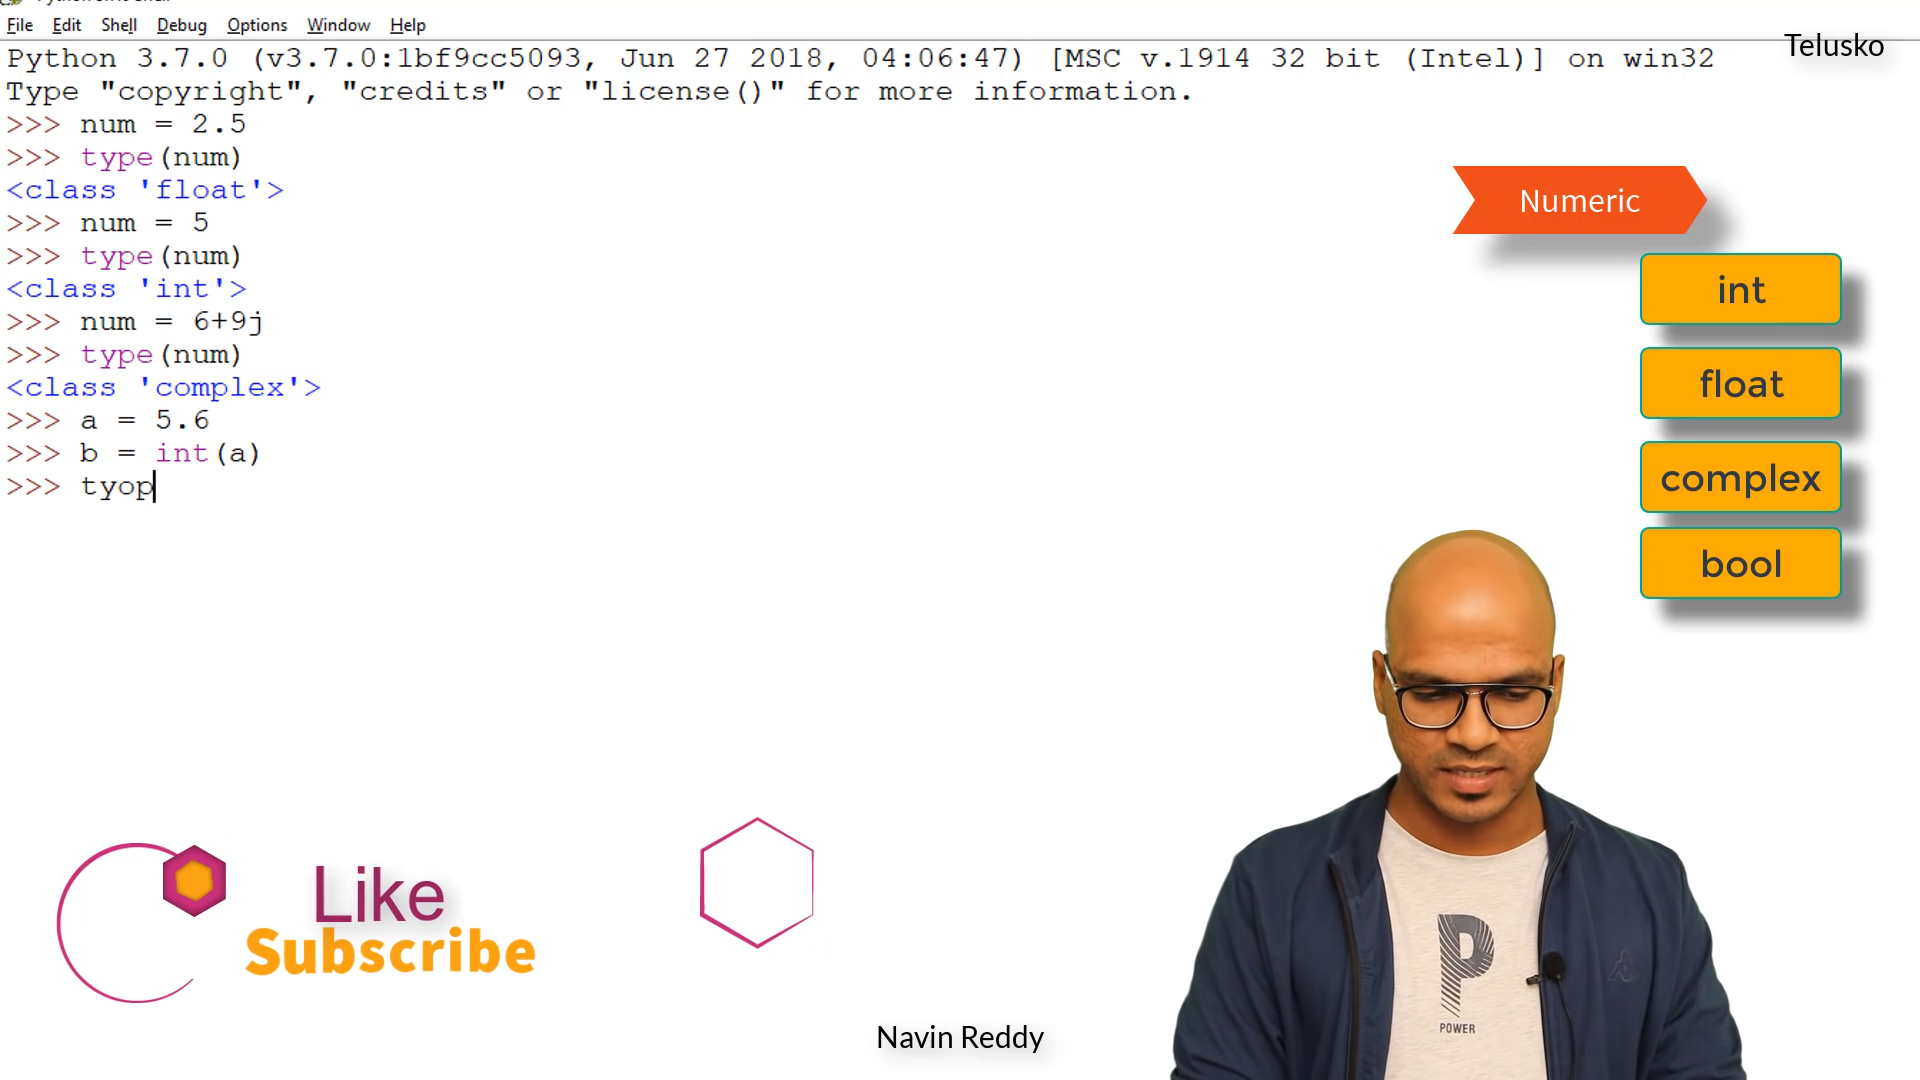 File Edit Shell Debug Options Window Help
Telusko
Python 3.7.0 (v3.7.0:1bf9cc5093, Jun 27 2018, 04:06:47) [MSC v.1914 32 bit (Intel)] on win32
Type "copyright", "credits" or "license()" for more information.
>>> num = 2.5
>>> type(num)
<class 'float'>
>>> num = 5
>>> type(num)
<class 'int'>
>>> num = 6+9j
>>> type(num)
<class 'complex'>
>>> a = 5.6
>>> b = int(a)
>>> tyop
Numeric
int
float
complex
bool
Like
Subscribe
P
POWER
Navin Reddy